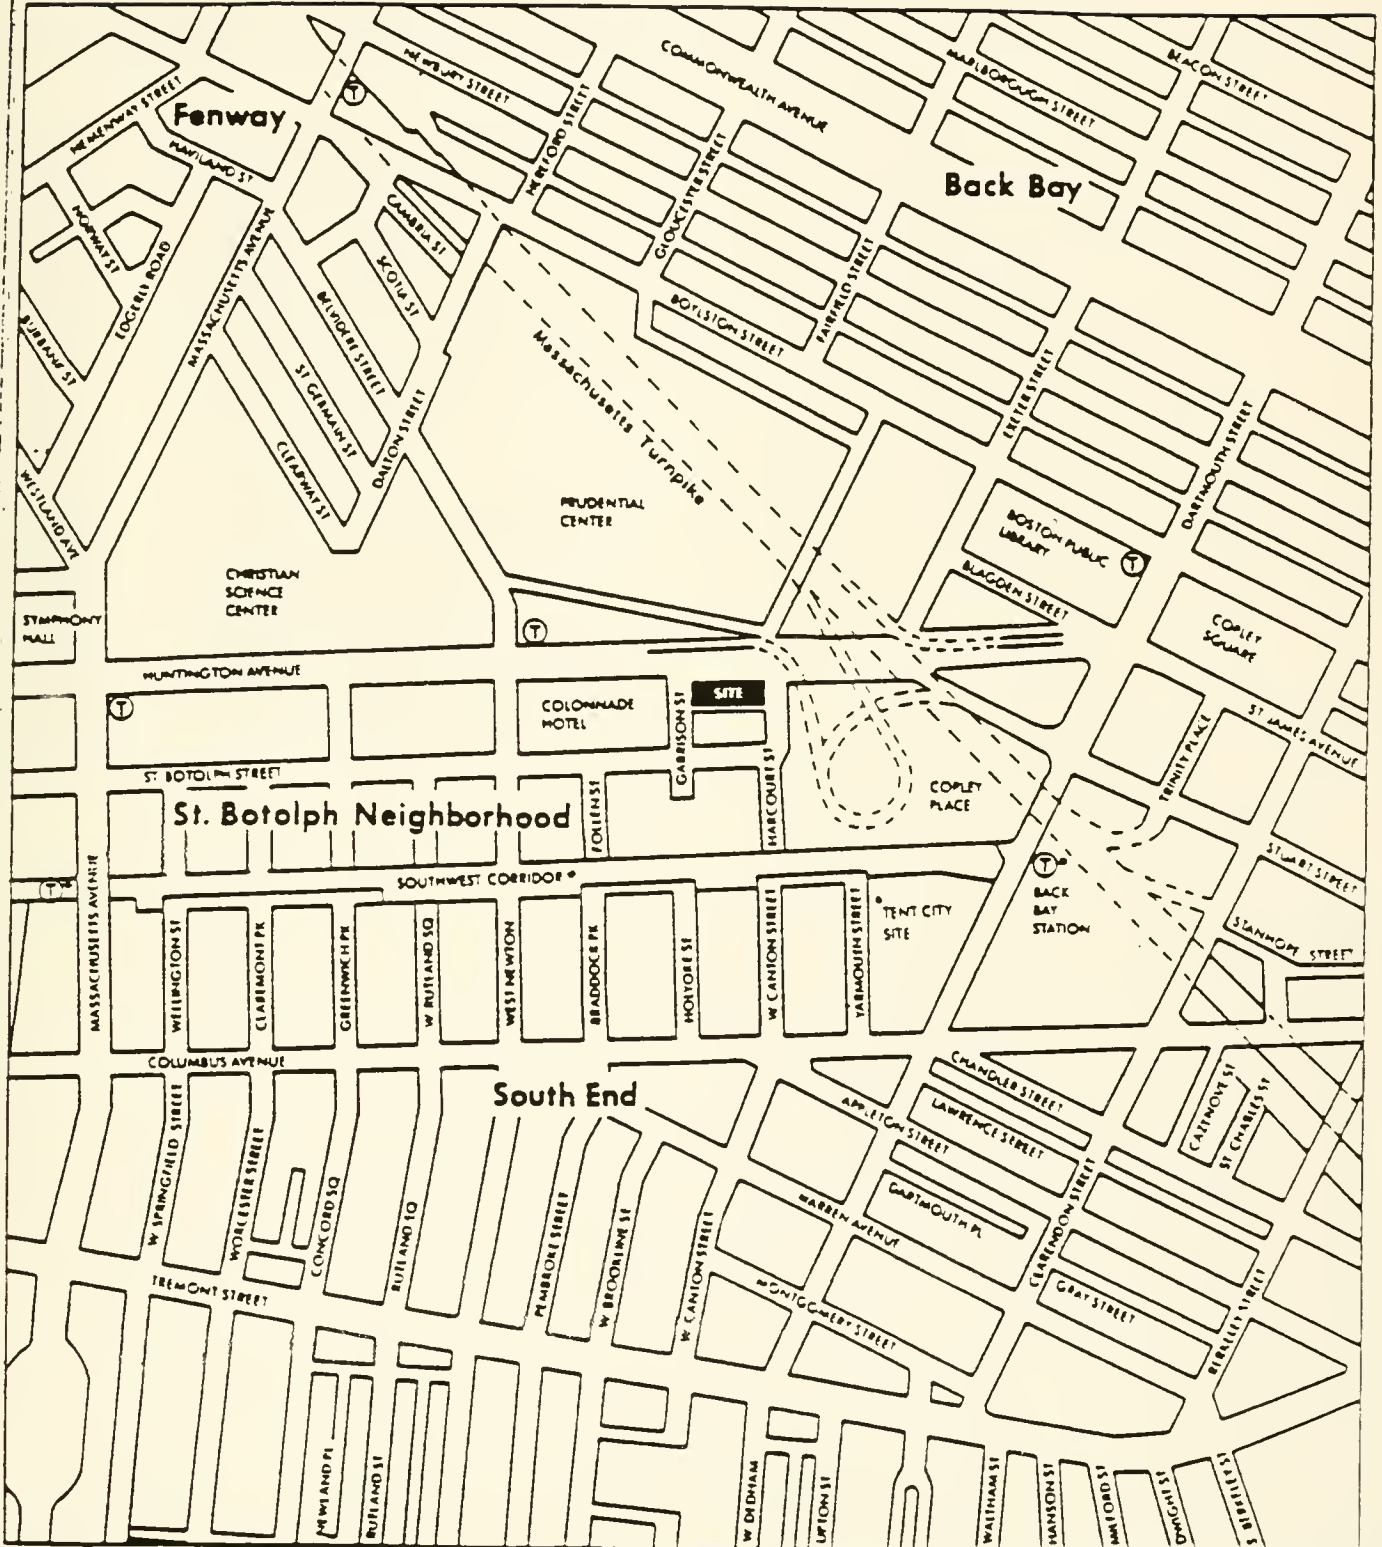 NEWBURY STREET
COMMONWEALTH AVENUE
MARLBOROUGH STREET
BEACON STREET
HEMENWAY STREET
Fenway
T
HAVILAND ST
HEREFORD STREET
GLOUCESTER STREET
Back Bay
NORWAY ST
EDGERLY ROAD
MASSACHUSETTS AVENUE
CAMBRIA ST
SCOTIA ST
BELVIDERE STREET
BURBANK ST
ST GERMAIN ST
CLEARWAY ST
DALTON STREET
BOYLSTON STREET
FAIRFIELD STREET
EXETER STREET
DARTMOUTH STREET
Massachusetts Turnpike
WESTLAND AVE
PRUDENTIAL
CENTER
BOSTON PUBLIC
LIBRARY
T
BLAGDEN STREET
CHRISTIAN
SCIENCE
CENTER
SYMPHONY
HALL
T
COPLEY
SQUARE
HUNTINGTON AVENUE
T
COLONNADE
HOTEL
GARRISON ST
SITE
ST JAMES AVENUE
TRINITY PLACE
ST. BOTOLPH STREET
St. Botolph Neighborhood
FOLLEN ST
HARCOURT ST
COPLEY
PLACE
STUART STREET
T*
SOUTHWEST CORRIDOR*
T*
BACK
BAY
STATION
STANHOPE STREET
MASSACHUSETTS AVENUE
WELLINGTON ST
CLAREMONT PK
GREENWICH PK
W RUTLAND SQ
WEST NEWTON
BRADDOCK PK
HOLYOKE ST
W CANTON STREET
YARMOUTH STREET
*TENT CITY
SITE
COLUMBUS AVENUE
South End
CHANDLER STREET
LAWRENCE STREET
APPLETON STREET
CAZENOVE ST
ST CHARLES ST
W SPRINGFIELD STREET
WORCESTER STREET
CONCORD SQ
RUTLAND SQ
PEMBROKE STREET
W BROOKLINE ST
W CANTON STREET
WARREN AVENUE
DARTMOUTH PL
CLARENDON STREET
TREMONT STREET
MONTGOMERY STREET
GRAY STREET
BERKELEY STREET
NEWLAND PL
RUTLAND ST
W DEDHAM
UPTON ST
WALTHAM ST
HANSON ST
MILFORD ST
DWIGHT ST
S BERKELEY ST